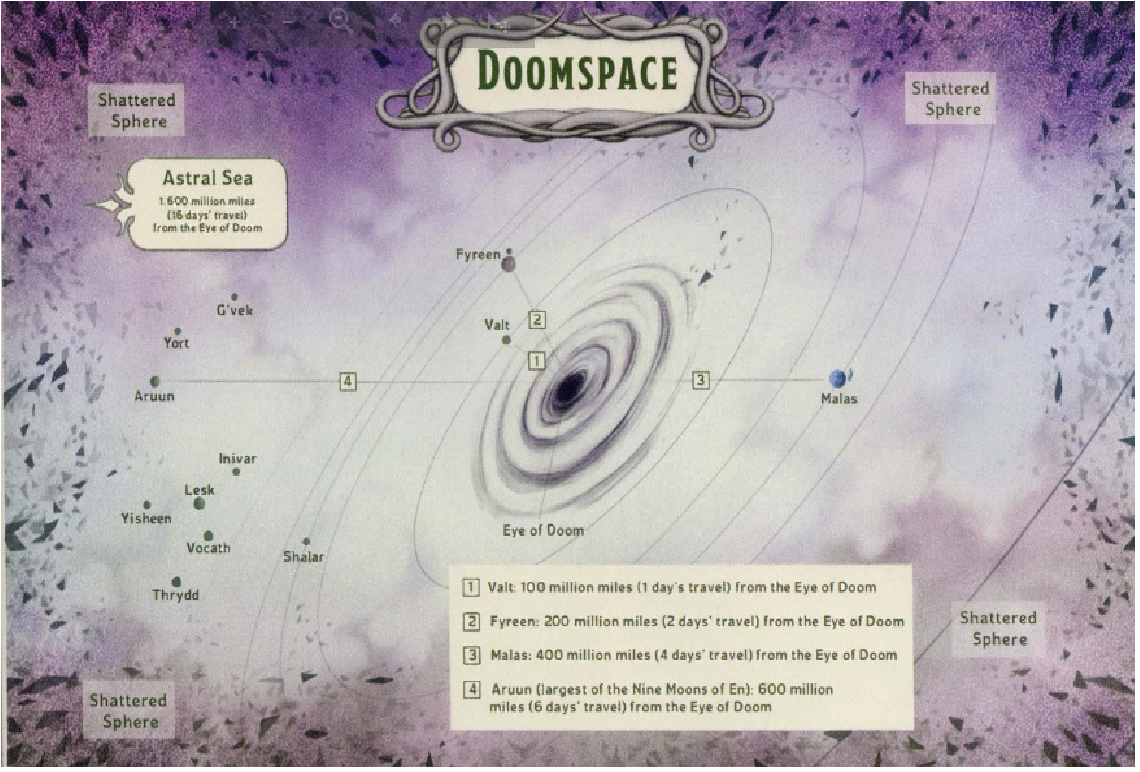 DOOMSPACE
Shattered
Sphere
Shattered
Sphere
Astral Sea
1.600 million miles
(16 days' travel)
from the Eye of Doom
Fyreen
G'vek
2
Valt
Yort
1
4
3
Aruun
Malas
Inivar
Lesk
Yisheen
Eye of Doom
Vocath
Shalar
Thrydd
1 Valt: 100 million miles (1 day's travel) from the Eye of Doom
2 Fyreen: 200 million miles (2 days' travel) from the Eye of Doom
3 Malas: 400 million miles (4 days' travel) from the Eye of Doom
4 Aruun (largest of the Nine Moons of En): 600 million
miles (6 days' travel) from the Eye of Doom
Shattered
Sphere
Shattered
Sphere